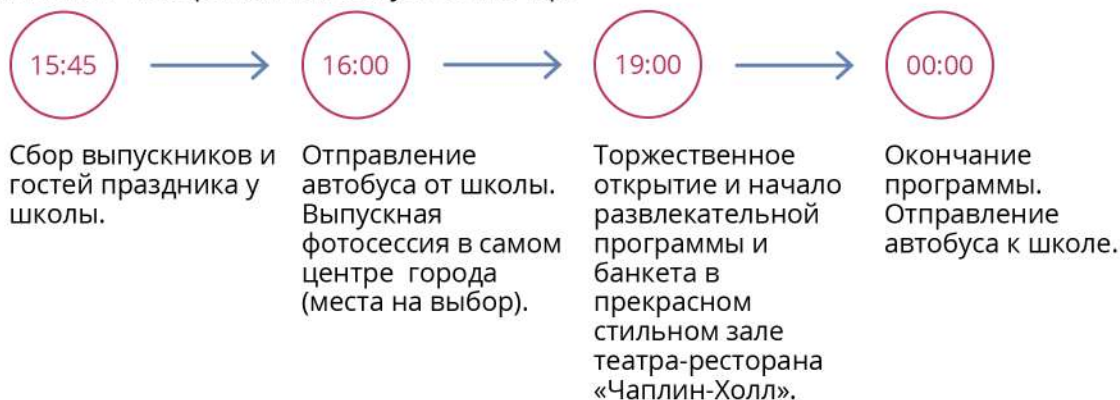 15:45
16:00
19:00
00:00
Сбор выпускников и
гостей праздника у
школы.
Отправление
автобуса от школы.
Выпускная
фотосессия в самом
центре города
(места на выбор).
Торжественное
открытие и начало
развлекательной
программы и
банкета в
прекрасном
стильном зале
театра-ресторана
«Чаплин-Холл».
Окончание
программы.
Отправление
автобуса к школе.